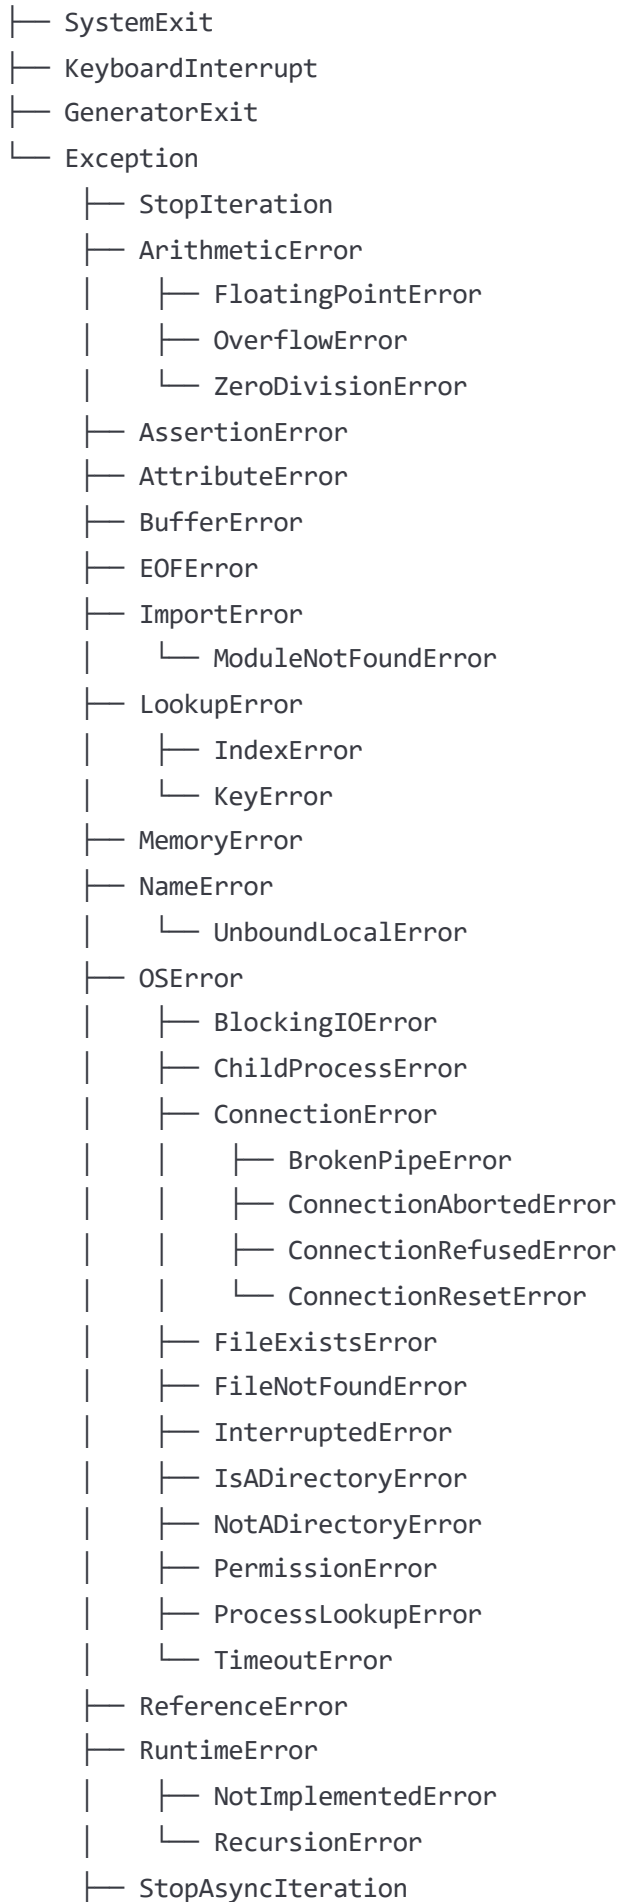 ├── SystemExit
├── KeyboardInterrupt
├── GeneratorExit
└── Exception
     ├── StopIteration
     ├── ArithmeticError
     │    ├── FloatingPointError
     │    ├── OverflowError
     │    └── ZeroDivisionError
     ├── AssertionError
     ├── AttributeError
     ├── BufferError
     ├── EOFError
     ├── ImportError
     │    └── ModuleNotFoundError
     ├── LookupError
     │    ├── IndexError
     │    └── KeyError
     ├── MemoryError
     ├── NameError
     │    └── UnboundLocalError
     ├── OSError
     │    ├── BlockingIOError
     │    ├── ChildProcessError
     │    ├── ConnectionError
     │    │    ├── BrokenPipeError
     │    │    ├── ConnectionAbortedError
     │    │    ├── ConnectionRefusedError
     │    │    └── ConnectionResetError
     │    ├── FileExistsError
     │    ├── FileNotFoundError
     │    ├── InterruptedError
     │    ├── IsADirectoryError
     │    ├── NotADirectoryError
     │    ├── PermissionError
     │    ├── ProcessLookupError
     │    └── TimeoutError
     ├── ReferenceError
     ├── RuntimeError
     │    ├── NotImplementedError
     │    └── RecursionError
     ├── StopAsyncIteration